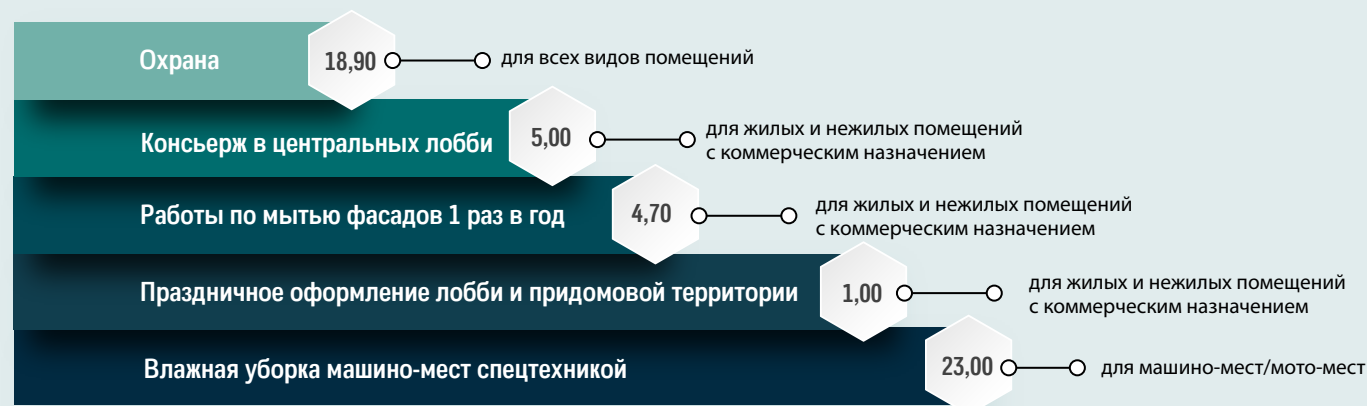 Охрана
18,90
для всех видов помещений
Консьерж в центральных лобби
5,00
для жилых и нежилых помещений
с коммерческим назначением
Работы по мытью фасадов 1 раз в год
4,70
для жилых и нежилых помещений
с коммерческим назначением
Праздничное оформление лобби и придомовой территории
1,00
для жилых и нежилых помещений
с коммерческим назначением
Влажная уборка машино-мест спецтехникой
23,00
для машино-мест/мото-мест